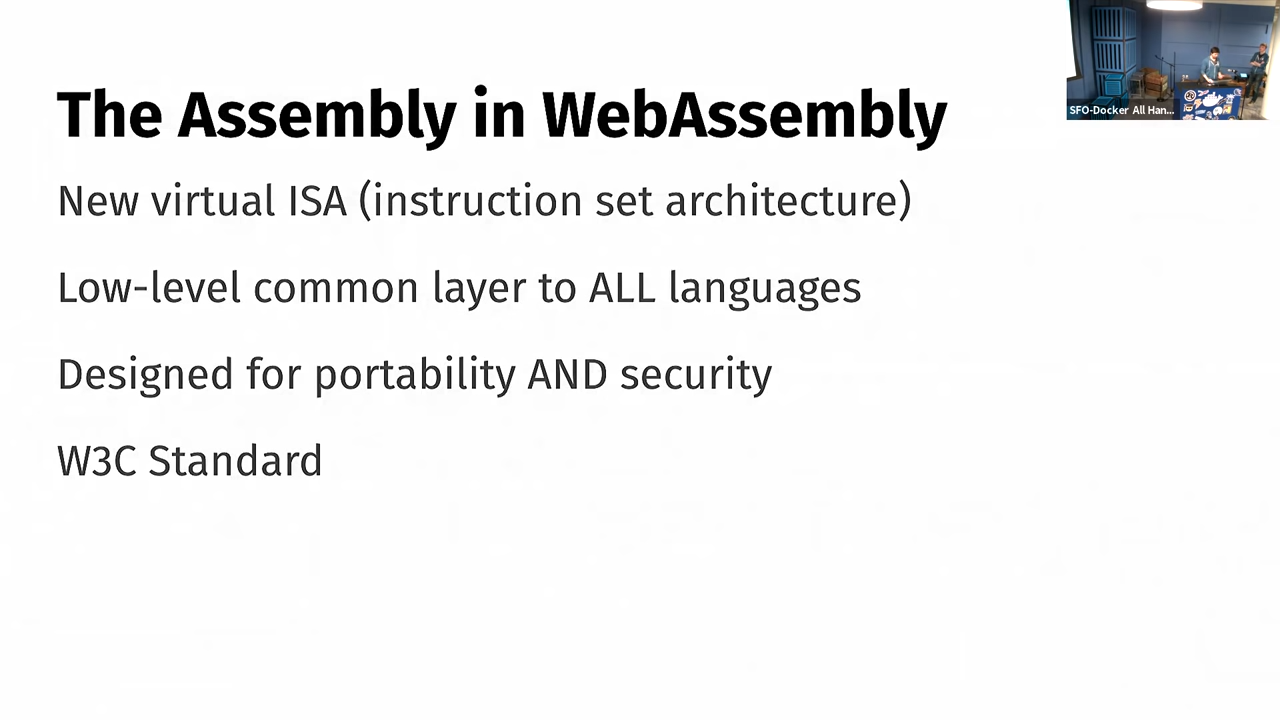 The Assembly in WebAssembly
New virtual ISA (instruction set architecture)
Low-level common layer to ALL languages
Designed for portability AND security
W3C Standard
SFO-Docker All Han...